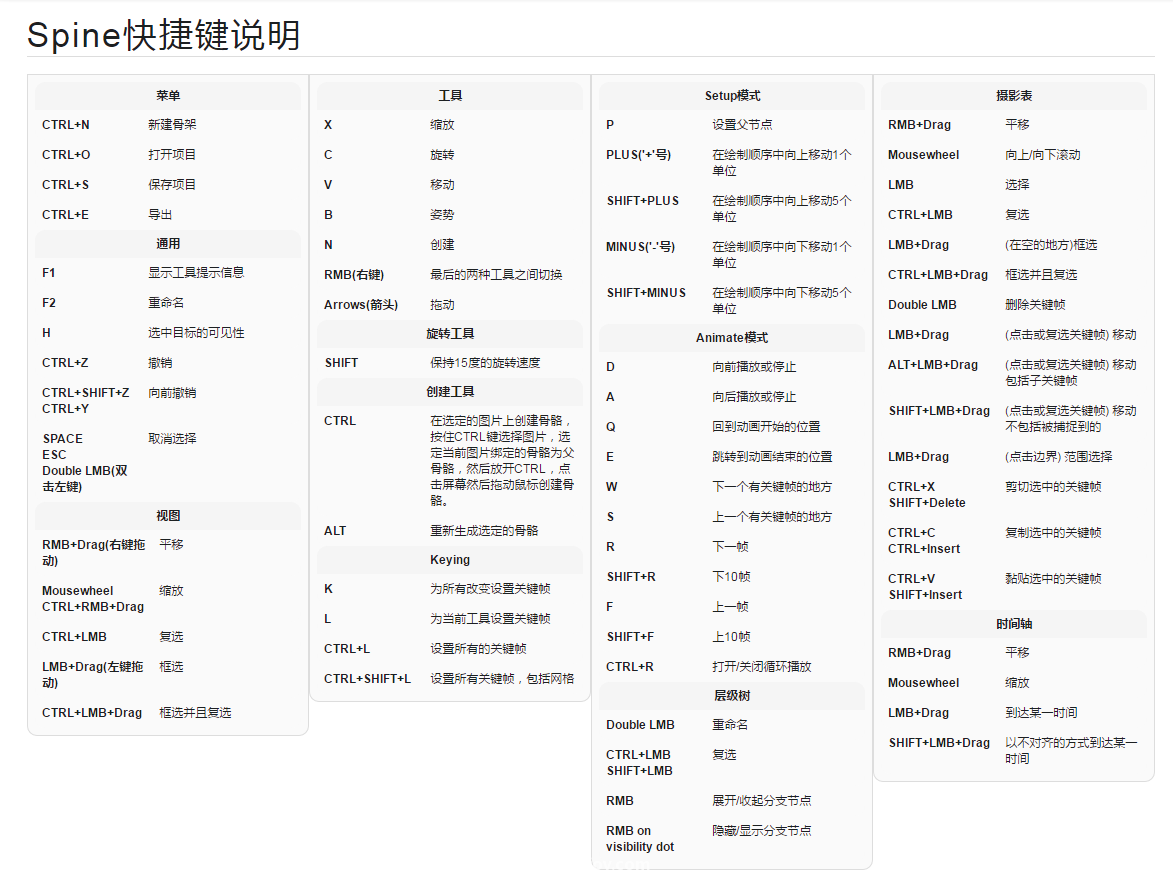 Spine快捷键说明
菜单
CTRL+N 新建骨架
CTRL+O 打开项目
CTRL+S 保存项目
CTRL+E 导出
通用
F1 显示工具提示信息
F2 重命名
H 选中目标的可见性
CTRL+Z 撤销
CTRL+SHIFT+Z 向前撤销
CTRL+Y
SPACE 取消选择
ESC
Double LMB(双
击左键)
视图
RMB+Drag(右键拖 平移
动)
Mousewheel 缩放
CTRL+RMB+Drag
CTRL+LMB 复选
LMB+Drag(左键拖 框选
动)
CTRL+LMB+Drag 框选并且复选
工具
X 缩放
C 旋转
V 移动
B 姿势
N 创建
RMB(右键) 最后的两种工具之间切换
Arrows(箭头) 拖动
旋转工具
SHIFT 保持15度的旋转速度
创建工具
CTRL 在选定的图片上创建骨骼，
按住CTRL键选择图片，选
定当前图片绑定的骨骼为父
骨骼，然后放开CTRL，点
击屏幕然后拖动鼠标创建骨
骼。
ALT 重新生成选定的骨骼
Keying
K 为所有改变设置关键帧
L 为当前工具设置关键帧
CTRL+L 设置所有的关键帧
CTRL+SHIFT+L 设置所有关键帧，包括网格
Setup模式
P 设置父节点
PLUS('+'号) 在绘制顺序中向上移动1个
单位
SHIFT+PLUS 在绘制顺序中向上移动5个
单位
MINUS('-'号) 在绘制顺序中向下移动1个
单位
SHIFT+MINUS 在绘制顺序中向下移动5个
单位
Animate模式
D 向前播放或停止
A 向后播放或停止
Q 回到动画开始的位置
E 跳转到动画结束的位置
W 下一个有关键帧的地方
S 上一个有关键帧的地方
R 下一帧
SHIFT+R 下10帧
F 上一帧
SHIFT+F 上10帧
CTRL+R 打开/关闭循环播放
层级树
Double LMB 重命名
CTRL+LMB 复选
SHIFT+LMB
RMB 展开/收起分支节点
RMB on 隐藏/显示分支节点
visibility dot
摄影表
RMB+Drag 平移
Mousewheel 向上/向下滚动
LMB 选择
CTRL+LMB 复选
LMB+Drag (在空的地方)框选
CTRL+LMB+Drag 框选并且复选
Double LMB 删除关键帧
LMB+Drag (点击或复选关键帧) 移动
ALT+LMB+Drag (点击或复选关键帧) 移动
包括子关键帧
SHIFT+LMB+Drag (点击或复选关键帧) 移动
不包括被捕捉到的
LMB+Drag (点击边界) 范围选择
CTRL+X 剪切选中的关键帧
SHIFT+Delete
CTRL+C 复制选中的关键帧
CTRL+Insert
CTRL+V 黏贴选中的关键帧
SHIFT+Insert
时间轴
RMB+Drag 平移
Mousewheel 缩放
LMB+Drag 到达某一时间
SHIFT+LMB+Drag 以不对齐的方式到达某一
时间